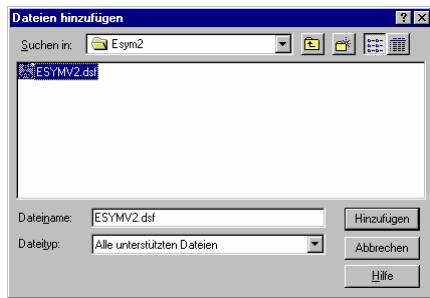 Dateien hinzufügen
Suchen in: Esym2
ESYMV2.dsf
Dateiname: ESYMV2.dsf Hinzufügen
Dateityp: Alle unterstützten Dateien Abbrechen
Hilfe